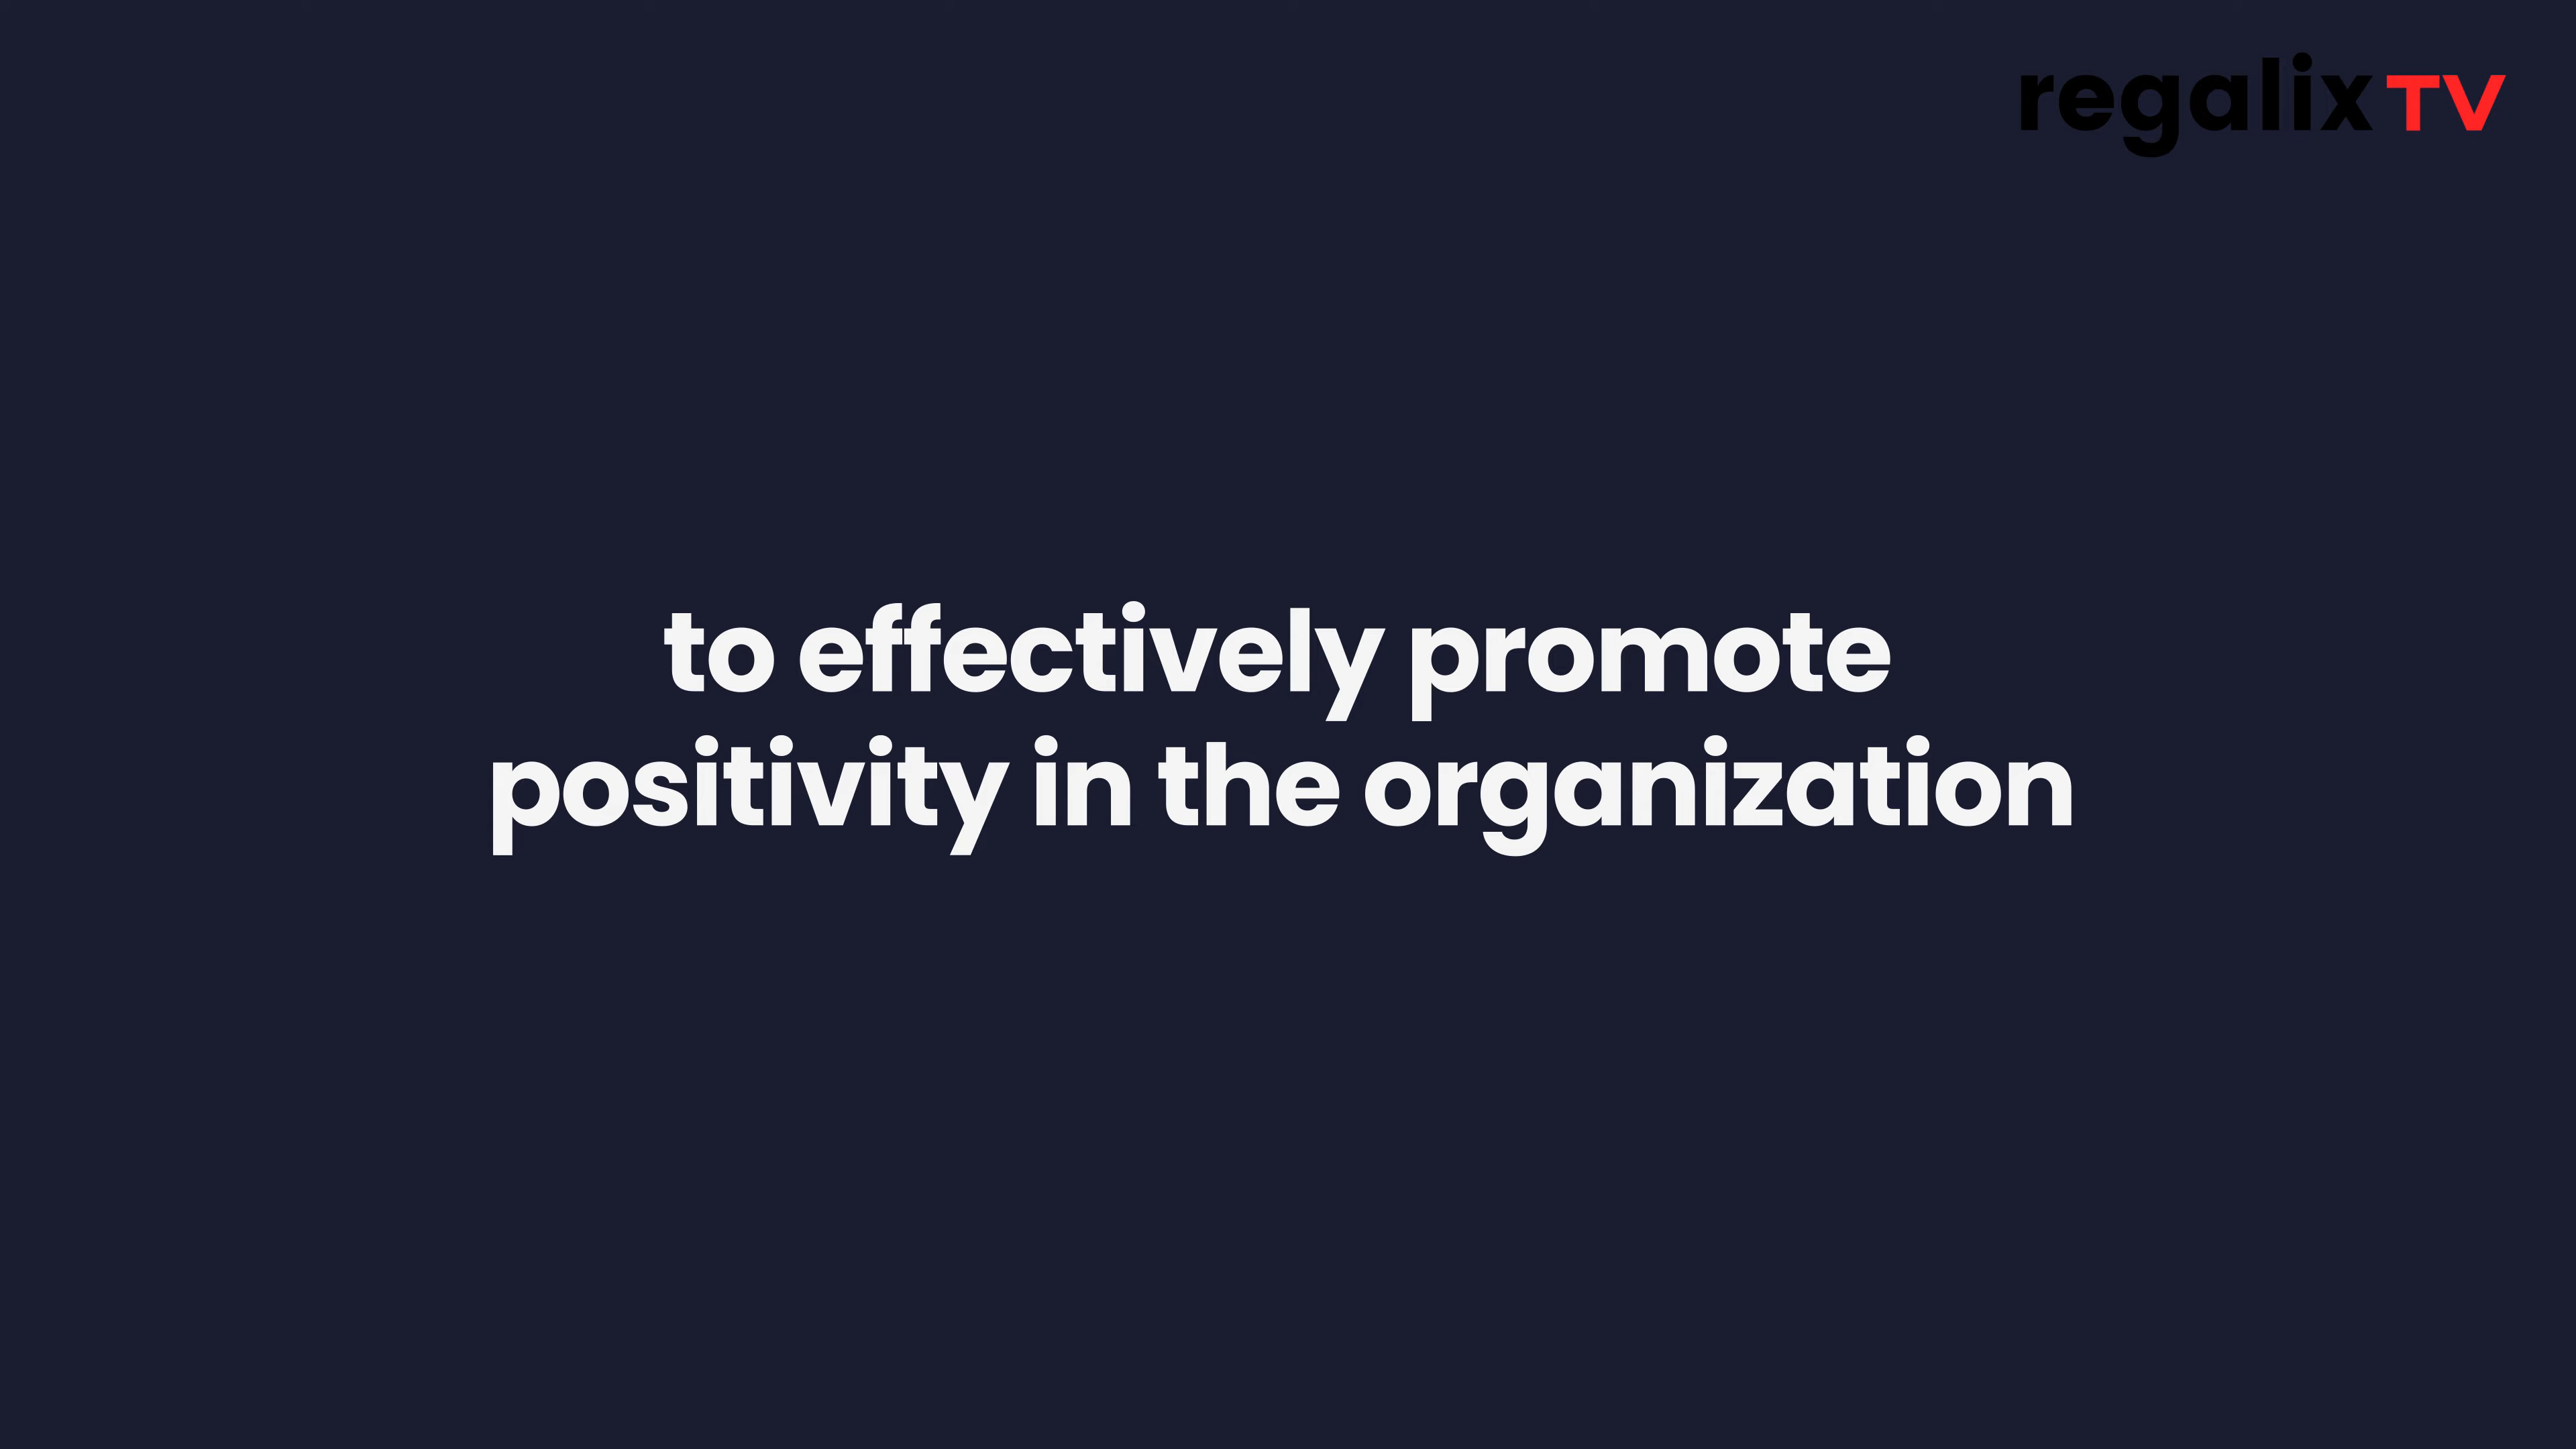 regalix TV
to effectively promote
positivity in the organization